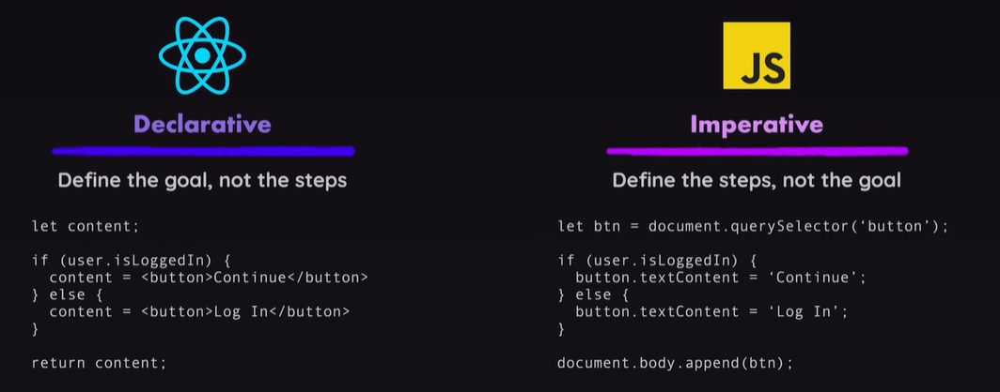 JS
Declarative
Imperative
Define the goal, not the steps
Define the steps, not the goal
let content;
if (user.isLoggedIn) {
content = <button>Continue</button>
} else {
content = <button>Log In</button>
}
return content;
let btn = document.querySelector(‘button’);
if (user.isLoggedIn) {
button.textContent = ‘Continue’;
} else {
button.textContent = ‘Log In’;
}
document.body.append(btn);